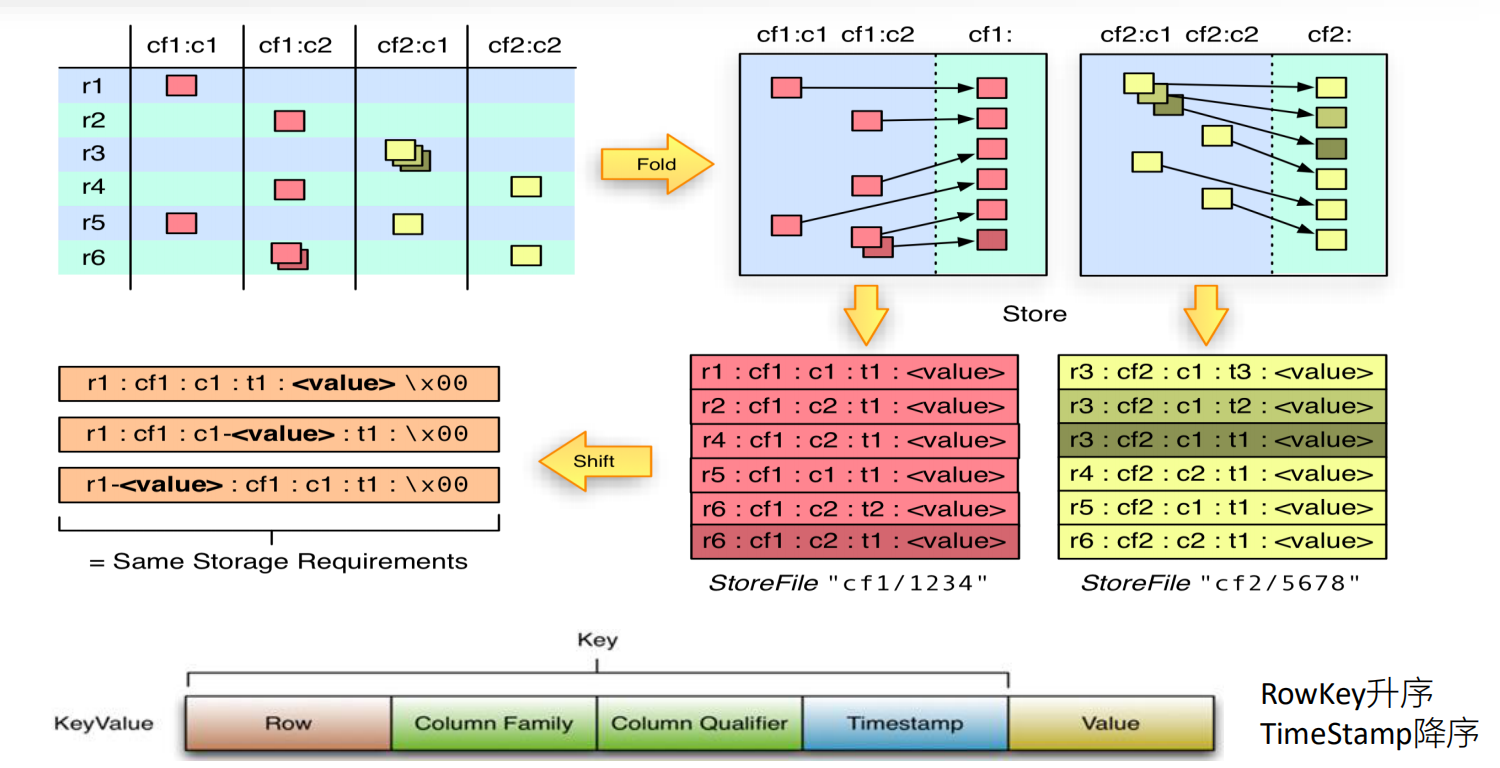 cf1:c1 cf1:c2 cf2:c1 cf2:c2
r1
r2
r3
r4
r5
r6
Fold
cf1:c1 cf1:c2 cf1:
cf2:c1 cf2:c2 cf2:
Store
r1 : cf1 : c1 : t1 : <value>
r2 : cf1 : c2 : t1 : <value>
r4 : cf1 : c2 : t1 : <value>
r5 : cf1 : c1 : t1 : <value>
r6 : cf1 : c2 : t2 : <value>
r6 : cf1 : c2 : t1 : <value>
StoreFile "cf1/1234"
r3 : cf2 : c1 : t3 : <value>
r3 : cf2 : c1 : t2 : <value>
r3 : cf2 : c1 : t1 : <value>
r4 : cf2 : c2 : t1 : <value>
r5 : cf2 : c1 : t1 : <value>
r6 : cf2 : c2 : t1 : <value>
StoreFile "cf2/5678"
Shift
r1 : cf1 : c1 : t1 : <value> \x00
r1 : cf1 : c1-<value> : t1 : \x00
r1-<value> : cf1 : c1 : t1 : \x00
= Same Storage Requirements
Key
KeyValue Row Column Family Column Qualifier Timestamp Value
RowKey升序
TimeStamp降序